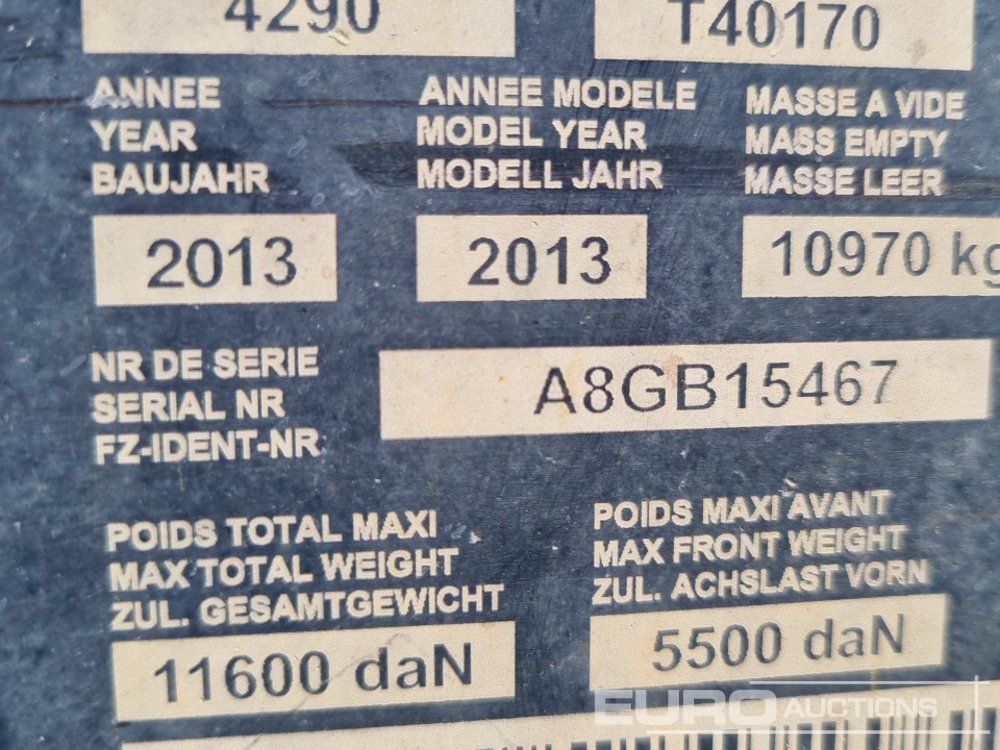 4290
T40170
ANNEE
YEAR
BAUJAHR
2013
ANNEE MODELE
MODEL YEAR
MODELL JAHR
2013
MASSE A VIDE
MASS EMPTY
MASSE LEER
10970 kg
NR DE SERIE
SERIAL NR
FZ-IDENT-NR
A8GB15467
POIDS TOTAL MAXI
MAX TOTAL WEIGHT
ZUL. GESAMTGEWICHT
11600 daN
POIDS MAXI AVANT
MAX FRONT WEIGHT
ZUL. ACHSLAST VORN
5500 daN
EURO AUCTIONS